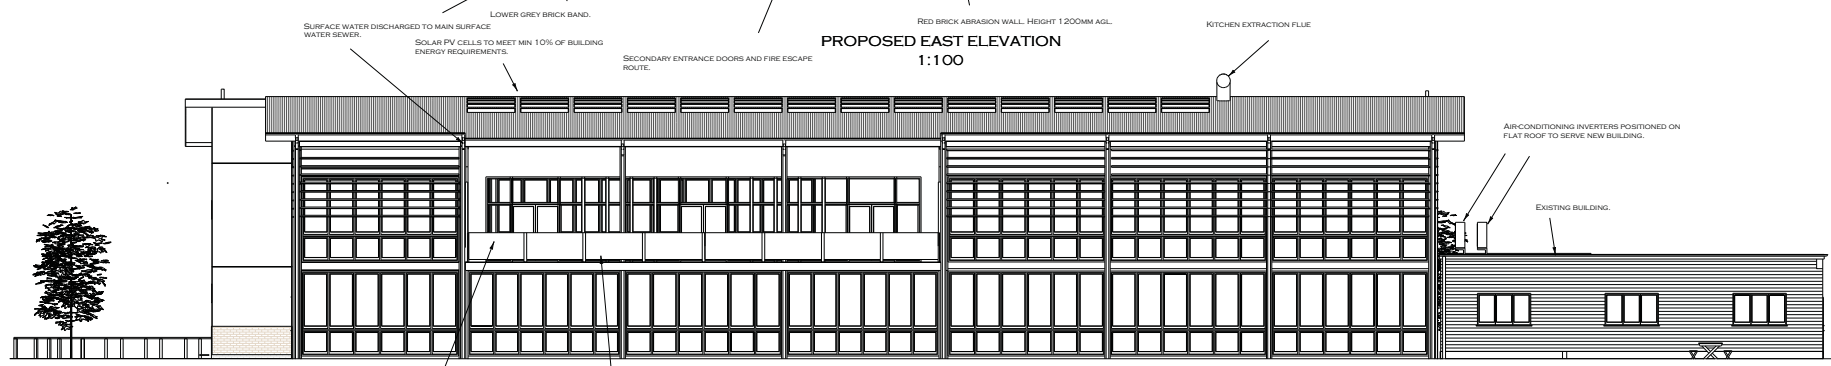 LOWER GREY BRICK BAND.
SURFACE WATER DISCHARGED TO MAIN SURFACE
WATER SEWER.
SOLAR PV CELLS TO MEET MIN 10% OF BUILDING
ENERGY REQUIREMENTS.
SECONDARY ENTRANCE DOORS AND FIRE ESCAPE
ROUTE.
RED BRICK ABRASION WALL. HEIGHT 1200MM AGL.
PROPOSED EAST ELEVATION
1:100
KITCHEN EXTRACTION FLUE
AIR-CONDITIONING INVERTERS POSITIONED ON
FLAT ROOF TO SERVE NEW BUILDING.
EXISTING BUILDING.